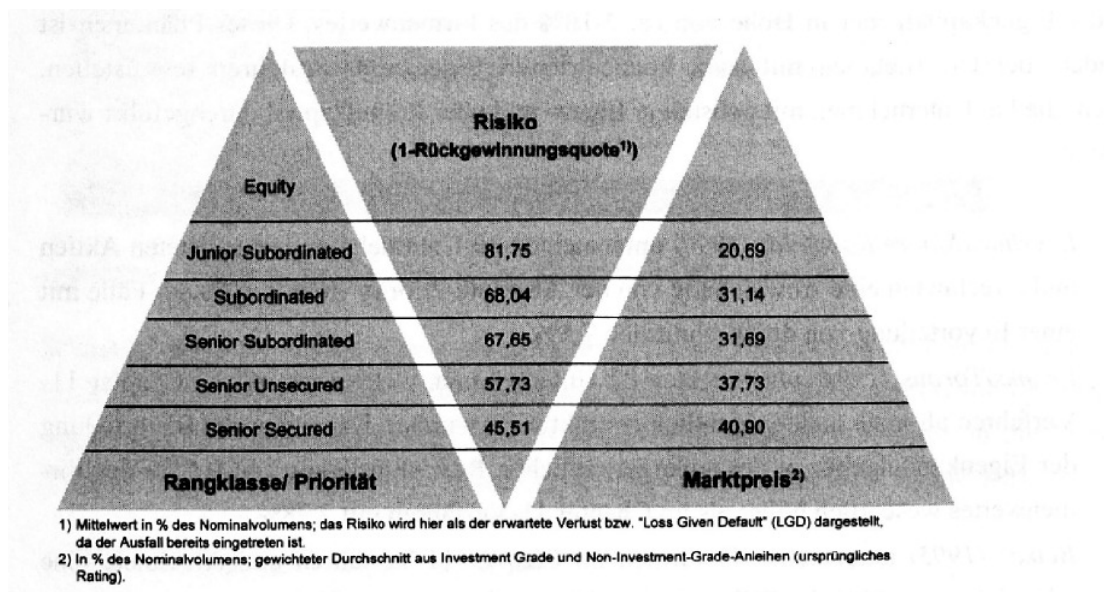 Risiko
(1-Rückgewinnungsquote1))
Equity
Junior Subordinated 81,75 20,69
Subordinated 68,04 31,14
Senior Subordinated 67,65 31,69
Senior Unsecured 57,73 37,73
Senior Secured 45,51 40,90
Rangklasse/ Priorität Marktpreis2)
1) Mittelwert in % des Nominalvolumens; das Risiko wird hier als der erwartete Verlust bzw. "Loss Given Default" (LGD) dargestellt,
da der Ausfall bereits eingetreten ist.
2) In % des Nominalvolumens; gewichteter Durchschnitt aus Investment Grade und Non-Investment-Grade-Anleihen (ursprüngliches
Rating).